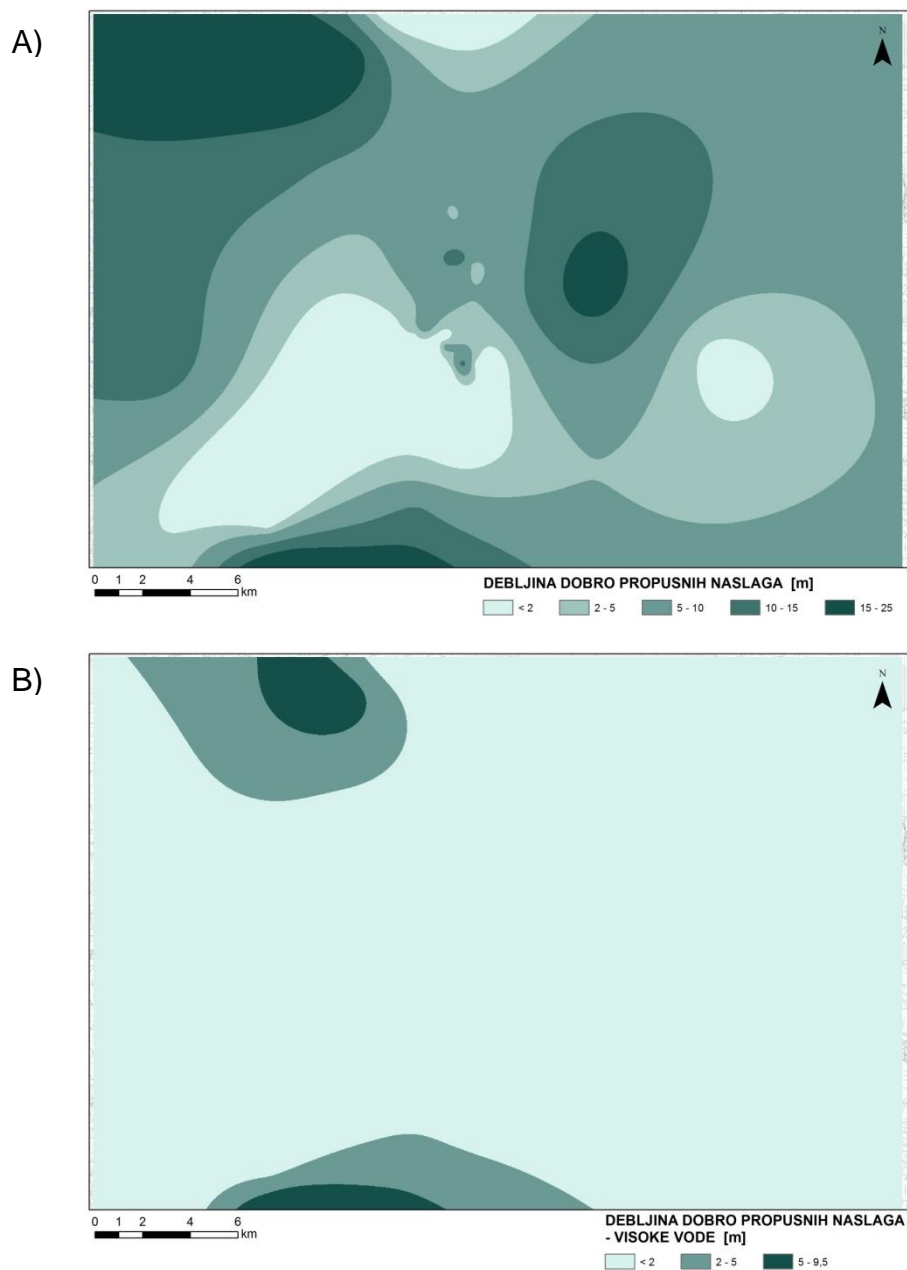 A)
N
0 1 2 4 6
km
DEBLJINA DOBRO PROPUSNIH NASLAGA [m]
< 2 2 - 5 5 - 10 10 - 15 15 - 25
B)
N
0 1 2 4 6
km
DEBLJINA DOBRO PROPUSNIH NASLAGA
- VISOKE VODE [m]
< 2 2 - 5 5 - 9,5